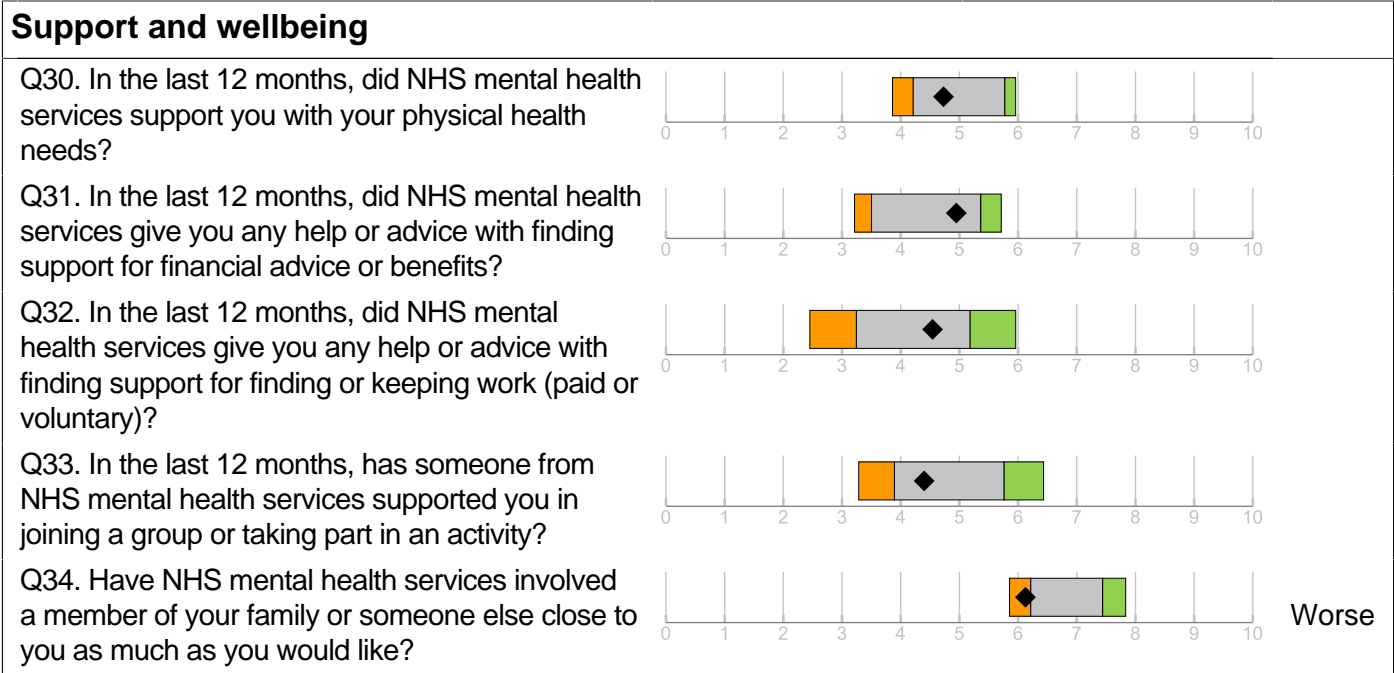 Support and wellbeing
Q30. In the last 12 months, did NHS mental health
services support you with your physical health
needs?
0 1 2 3 4 5 6 7 8 9 10
Q31. In the last 12 months, did NHS mental health
services give you any help or advice with finding
support for financial advice or benefits?
0 1 2 3 4 5 6 7 8 9 10
Q32. In the last 12 months, did NHS mental
health services give you any help or advice with
finding support for finding or keeping work (paid or
voluntary)?
0 1 2 3 4 5 6 7 8 9 10
Q33. In the last 12 months, has someone from
NHS mental health services supported you in
joining a group or taking part in an activity?
0 1 2 3 4 5 6 7 8 9 10
Q34. Have NHS mental health services involved
a member of your family or someone else close to
you as much as you would like?
0 1 2 3 4 5 6 7 8 9 10
Worse